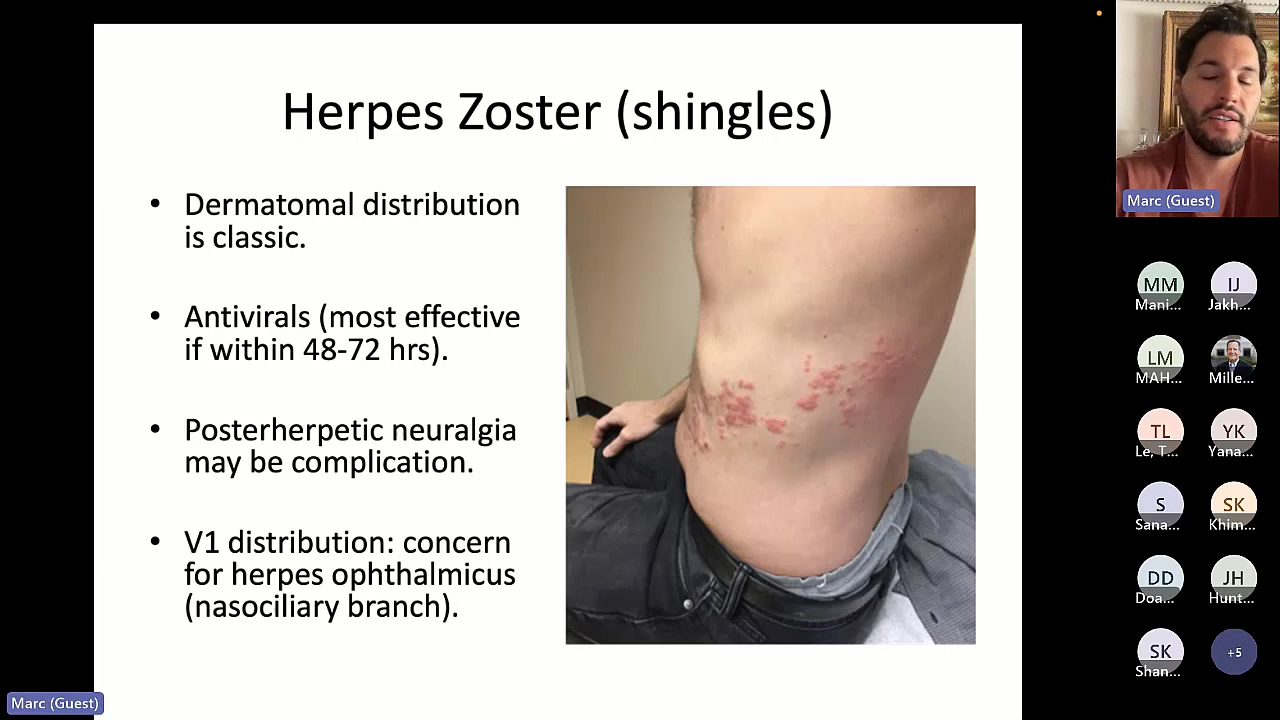 Herpes Zoster (shingles)
• Dermatomal distribution
is classic.
• Antivirals (most effective
if within 48-72 hrs).
• Posterherpetic neuralgia
may be complication.
• V1 distribution: concern
for herpes ophthalmicus
(nasociliary branch).
Marc (Guest)
Marc (Guest)
MM
Mani...
IJ
Jakh...
LM
MAH...
Mille...
TL
Le, T...
YK
Yana...
S
Sana...
SK
Khim...
DD
Doa...
JH
Hunt...
SK
Shan...
+5